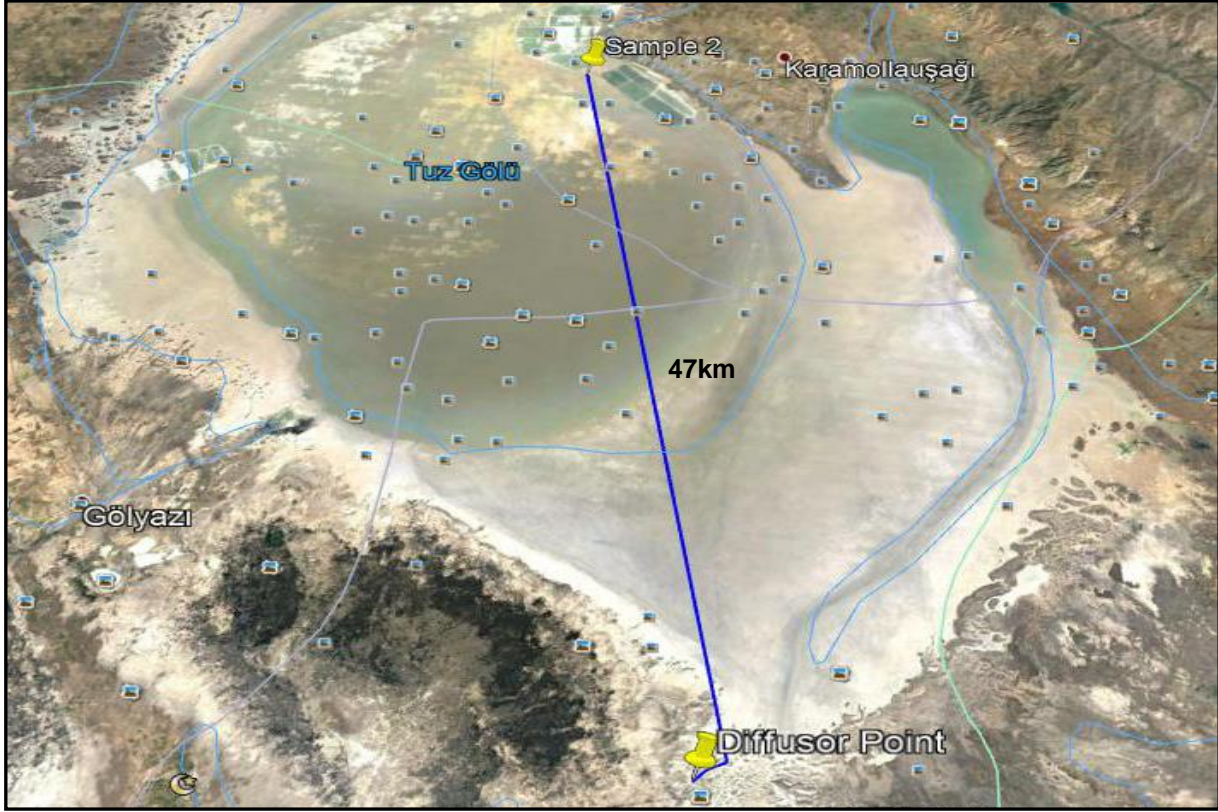 Sample 2
Karamollauşağı
Tuz Gölü
47km
Gölyazı
Diffusor Point